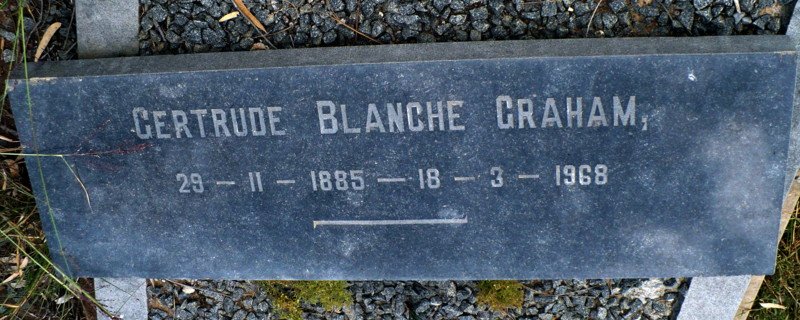 GERTRUDE BLANCHE GRAHAM,
29 - 11 - 1885 - 18 - 3 - 1968